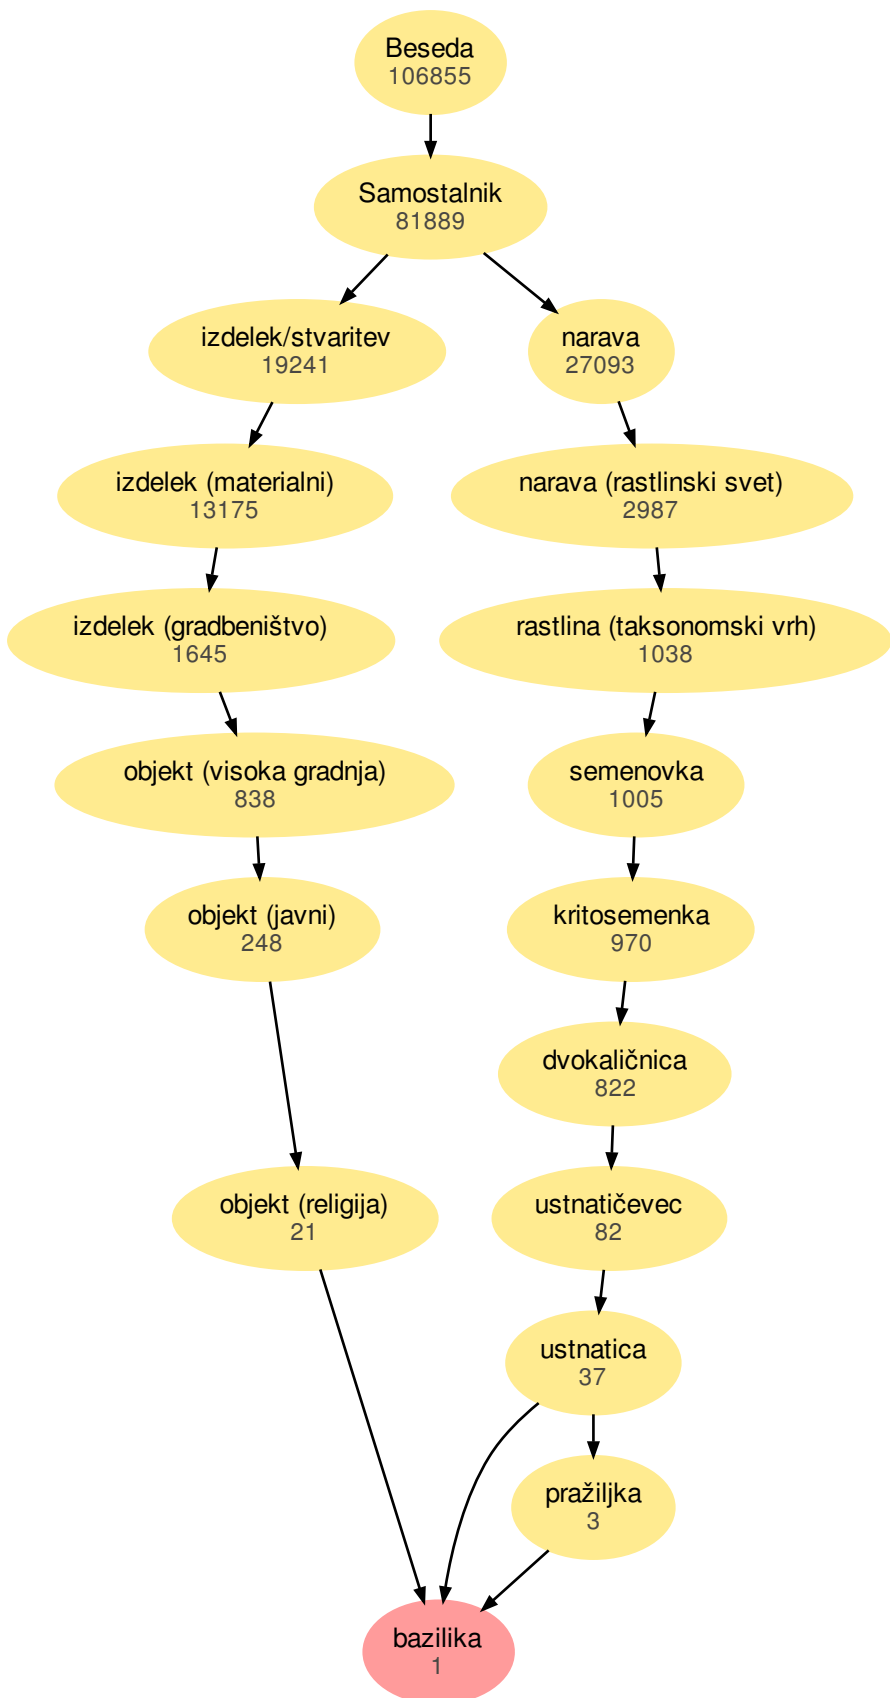 Beseda
106855
Samostalnik
81889
izdelek/stvaritev
19241
narava
27093
izdelek (materialni)
13175
narava (rastlinski svet)
2987
izdelek (gradbeništvo)
1645
rastlina (taksonomski vrh)
1038
objekt (visoka gradnja)
838
semenovka
1005
objekt (javni)
248
kritosemenka
970
dvokaličnica
822
objekt (religija)
21
ustnatičevec
82
ustnatica
37
pražiljka
3
bazilika
1